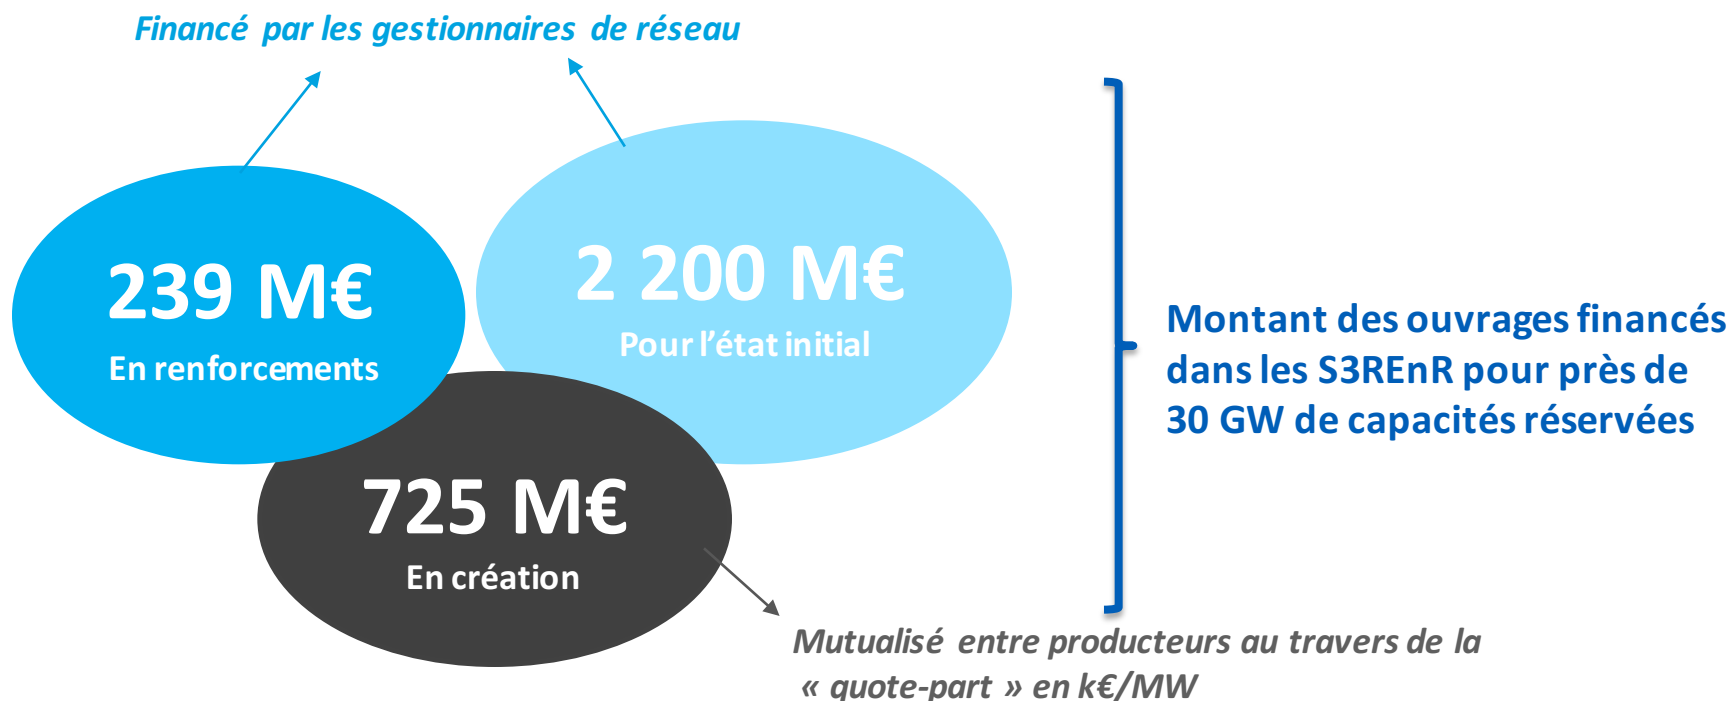 Financé par les gestionnaires de réseau
239 M€
En renforcements
2 200 M€
Pour l'état initial
725 M€
En création
Montant des ouvrages financés
dans les S3REnR pour près de
30 GW de capacités réservées
Mutualisé entre producteurs au travers de la
« quote-part » en k€/MW